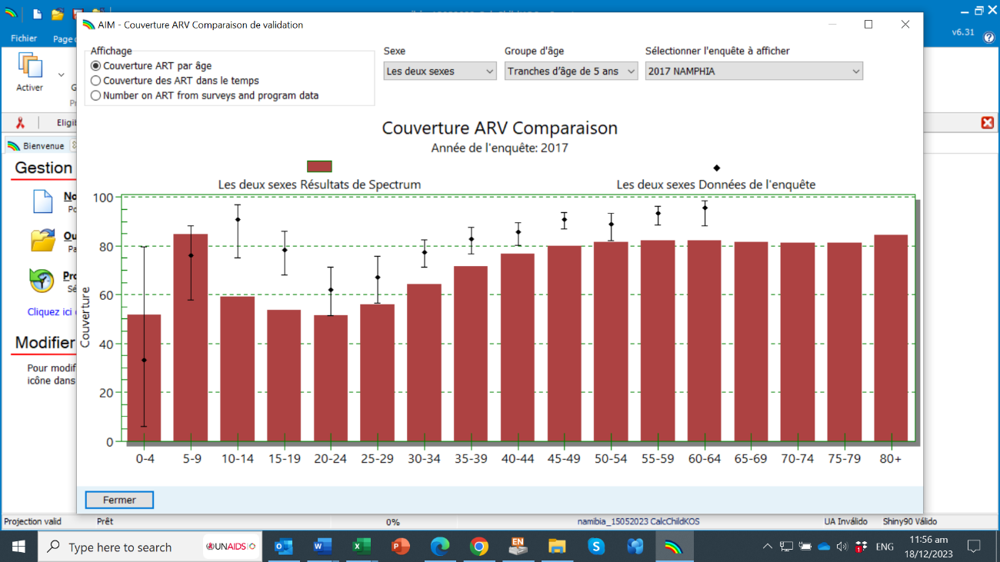 AIM - Couverture ARV Comparaison de validation
Fichier
Page
v6.31
Activer
Eligi
Bienvenue
Affichage
Couverture ART par âge
Couverture des ART dans le temps
Number on ART from surveys and program data
Sexe
Les deux sexes
Groupe d'âge
Tranches d’âge de 5 ans
Sélectionner l'enquête à afficher
2017 NAMPHIA
Gestion
Cliquez ici
Modifier
Pour modif
icône dans
Couverture ARV Comparaison
Année de l'enquête: 2017
Les deux sexes Résultats de Spectrum
Les deux sexes Données de l'enquête
Couverture
100
80
60
40
20
0
0-4 5-9 10-14 15-19 20-24 25-29 30-34 35-39 40-44 45-49 50-54 55-59 60-64 65-69 70-74 75-79 80+
Fermer
Projection valid Prêt 0% namibia_15052023 CalcChildKOS UA Inválido Shiny90 Válido
Type here to search
UNAIDS
EN
ENG
11:56 am
18/12/2023